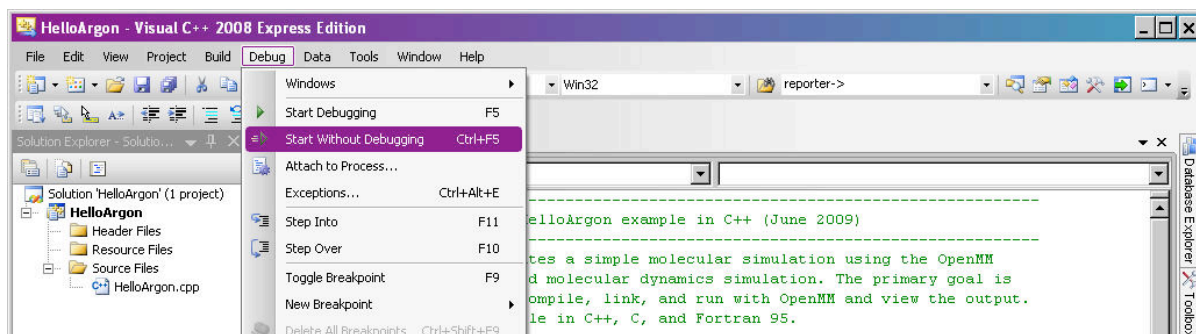 HelloArgon - Visual C++ 2008 Express Edition
File Edit View Project Build Debug Data Tools Window Help
Win32 reporter->
Solution Explorer - Solutio...
Solution 'HelloArgon' (1 project)
HelloArgon
Header Files
Resource Files
Source Files
HelloArgon.cpp
Windows
Start Debugging F5
Start Without Debugging Ctrl+F5
Attach to Process...
Exceptions... Ctrl+Alt+E
Step Into F11
Step Over F10
Toggle Breakpoint F9
New Breakpoint
Delete All Breakpoints Ctrl+Shift+F9
elloArgon example in C++ (June 2009)
tes a simple molecular simulation using the OpenMM
d molecular dynamics simulation. The primary goal is
ompile, link, and run with OpenMM and view the output.
le in C++, C, and Fortran 95.
Database Explorer
Toolbo